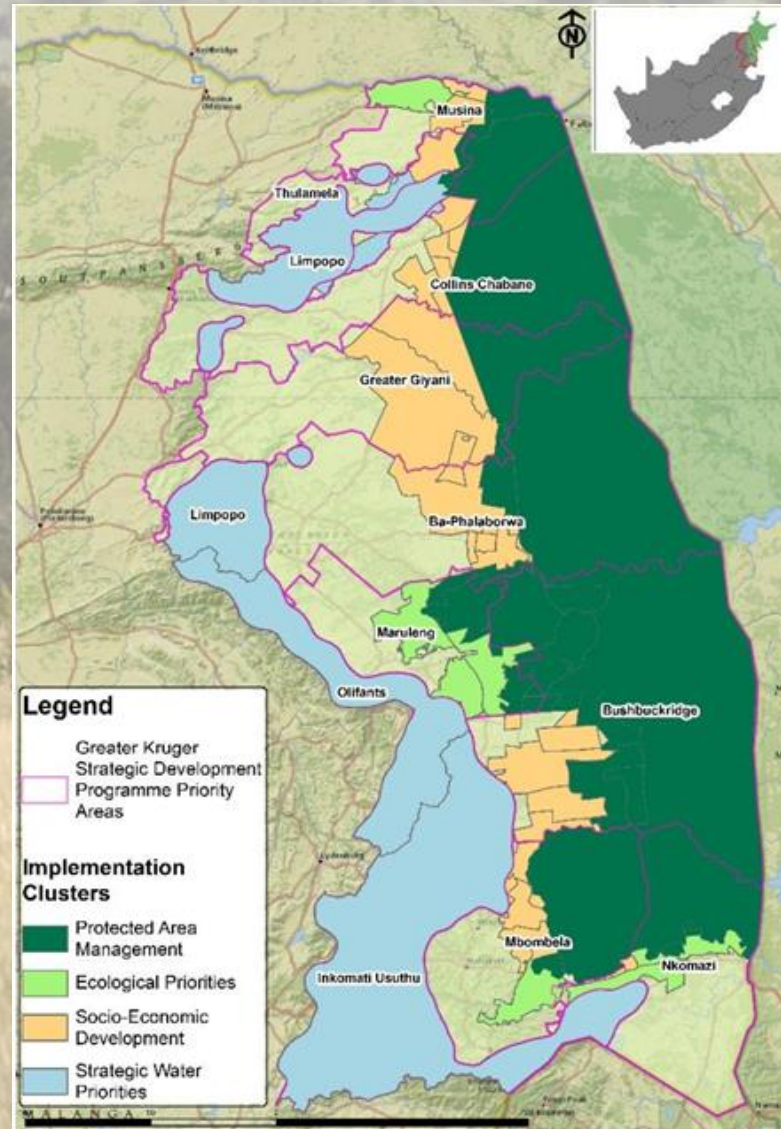 N
Musina
Thulamela
Limpopo
SOUTPANSBERG
Collins Chabane
Greater Giyani
Limpopo
Ba-Phalaborwa
Maruleng
Olifants
Bushbuckridge
Legend
Greater Kruger
Strategic Development
Programme Priority
Areas
Implementation
Clusters
Protected Area
Management
Ecological Priorities
Socio-Economic
Development
Strategic Water
Priorities
Lydenburg
Mbombela
Nkomazi
Inkomati Usuthu
MALANGA